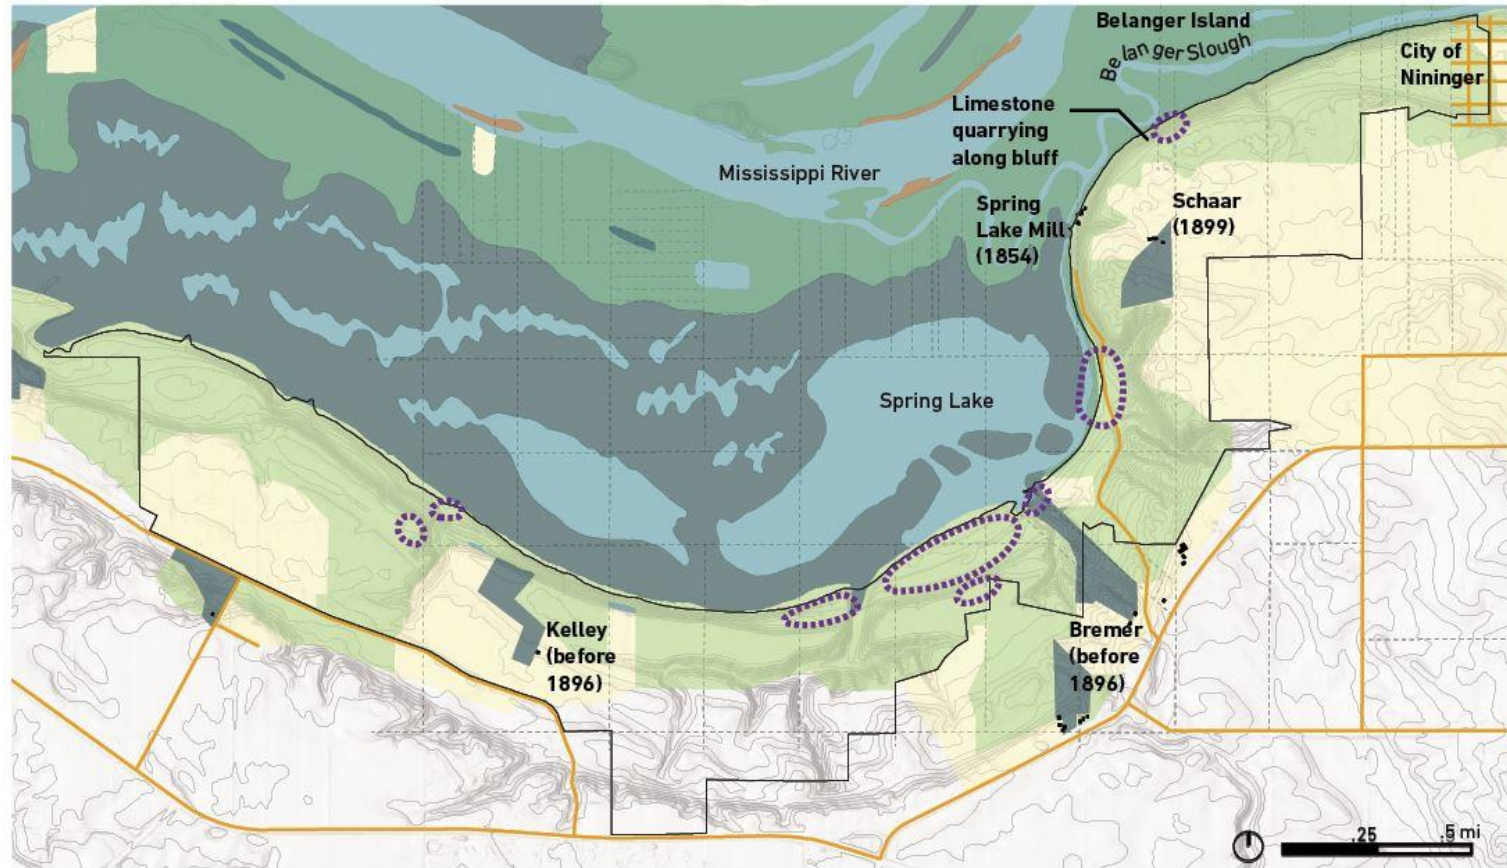 Belanger Island
Belanger Slough
City of
Nininger
Limestone
quarrying
along bluff
Mississippi River
Spring
Lake Mill
(1854)
Schaar
(1899)
Spring Lake
Kelley
(before
1896)
Bremer
(before
1896)
.25
.5 mi